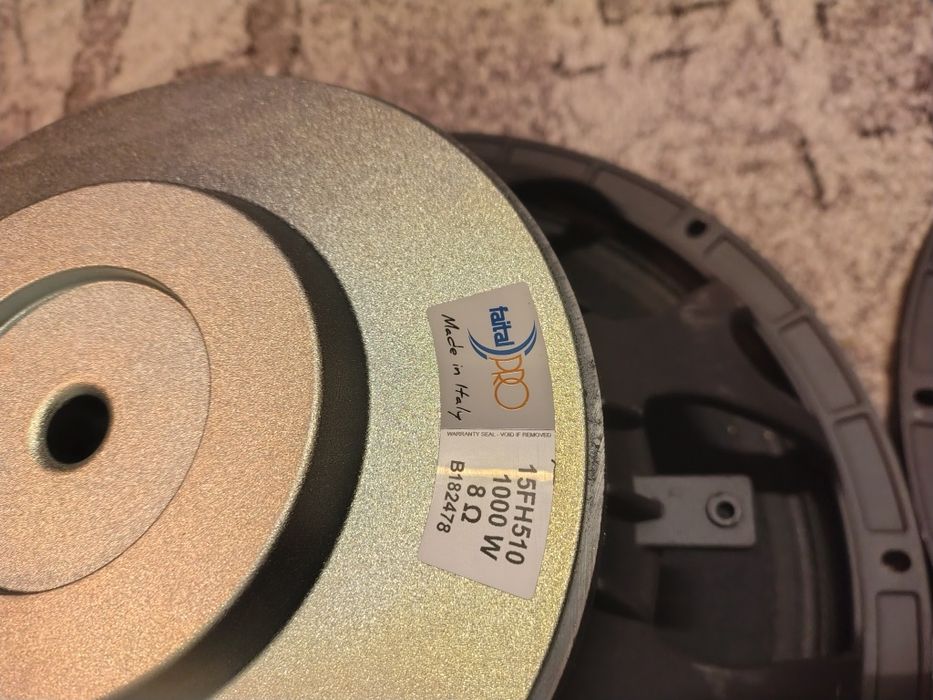 faital PRO
Made in Italy
WARRANTY SEAL - VOID IF REMOVED
15FH510
1000 W
8 Ω
B182478